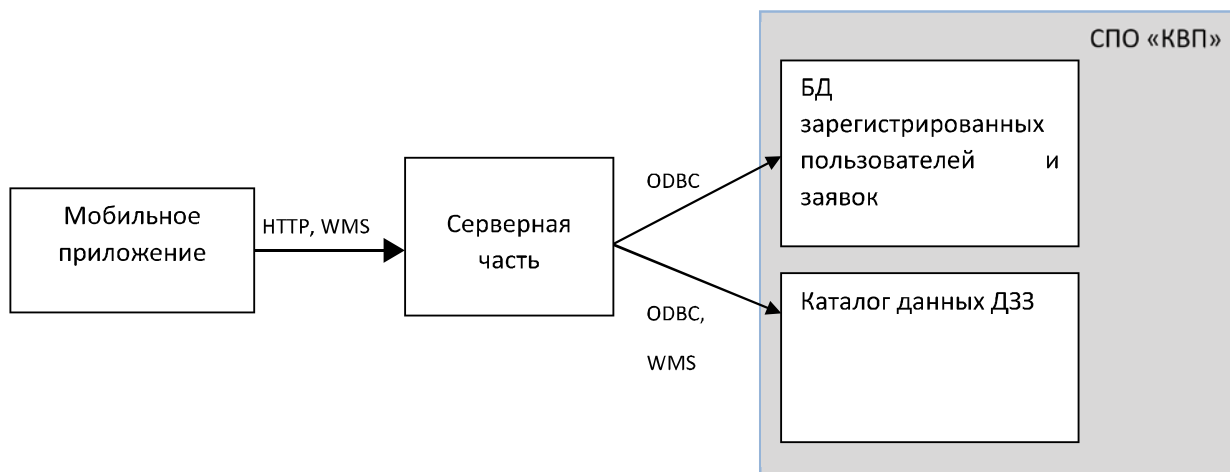 СПО «КВП»
БД
зарегистрированных
пользователей и
заявок
ODBC
Мобильное
приложение
HTTP, WMS
Серверная
часть
Каталог данных ДЗЗ
ODBC,
WMS